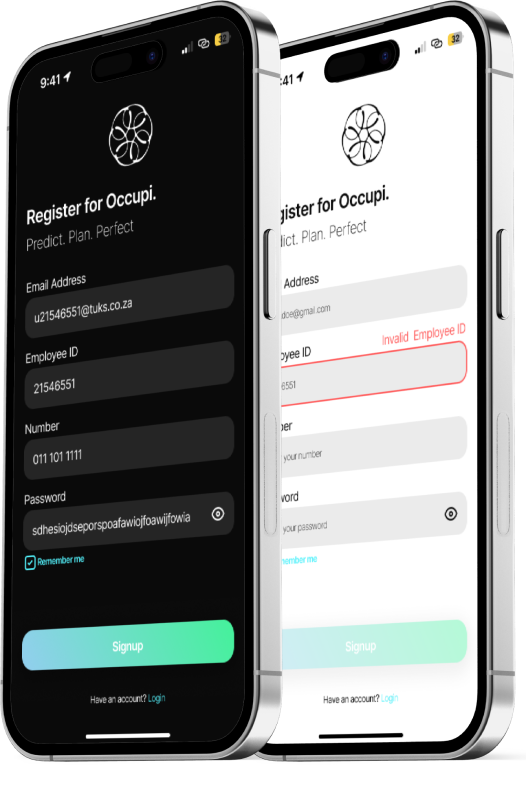 9:41
32
Register for Occupi.
Predict. Plan. Perfect
Email Address
u21546551@tuks.co.za
Employee ID
21546551
Number
011 101 1111
Password
sdhesiojdseporspoafawiojfoawijfowia
Remember me
Signup
Have an account? Login
:41
32
gister for Occupi.
dict. Plan. Perfect
Address
doe@gmal.com
oyee ID
Invalid Employee ID
6551
ber
your number
word
your password
member me
Signup
Have an account? Login